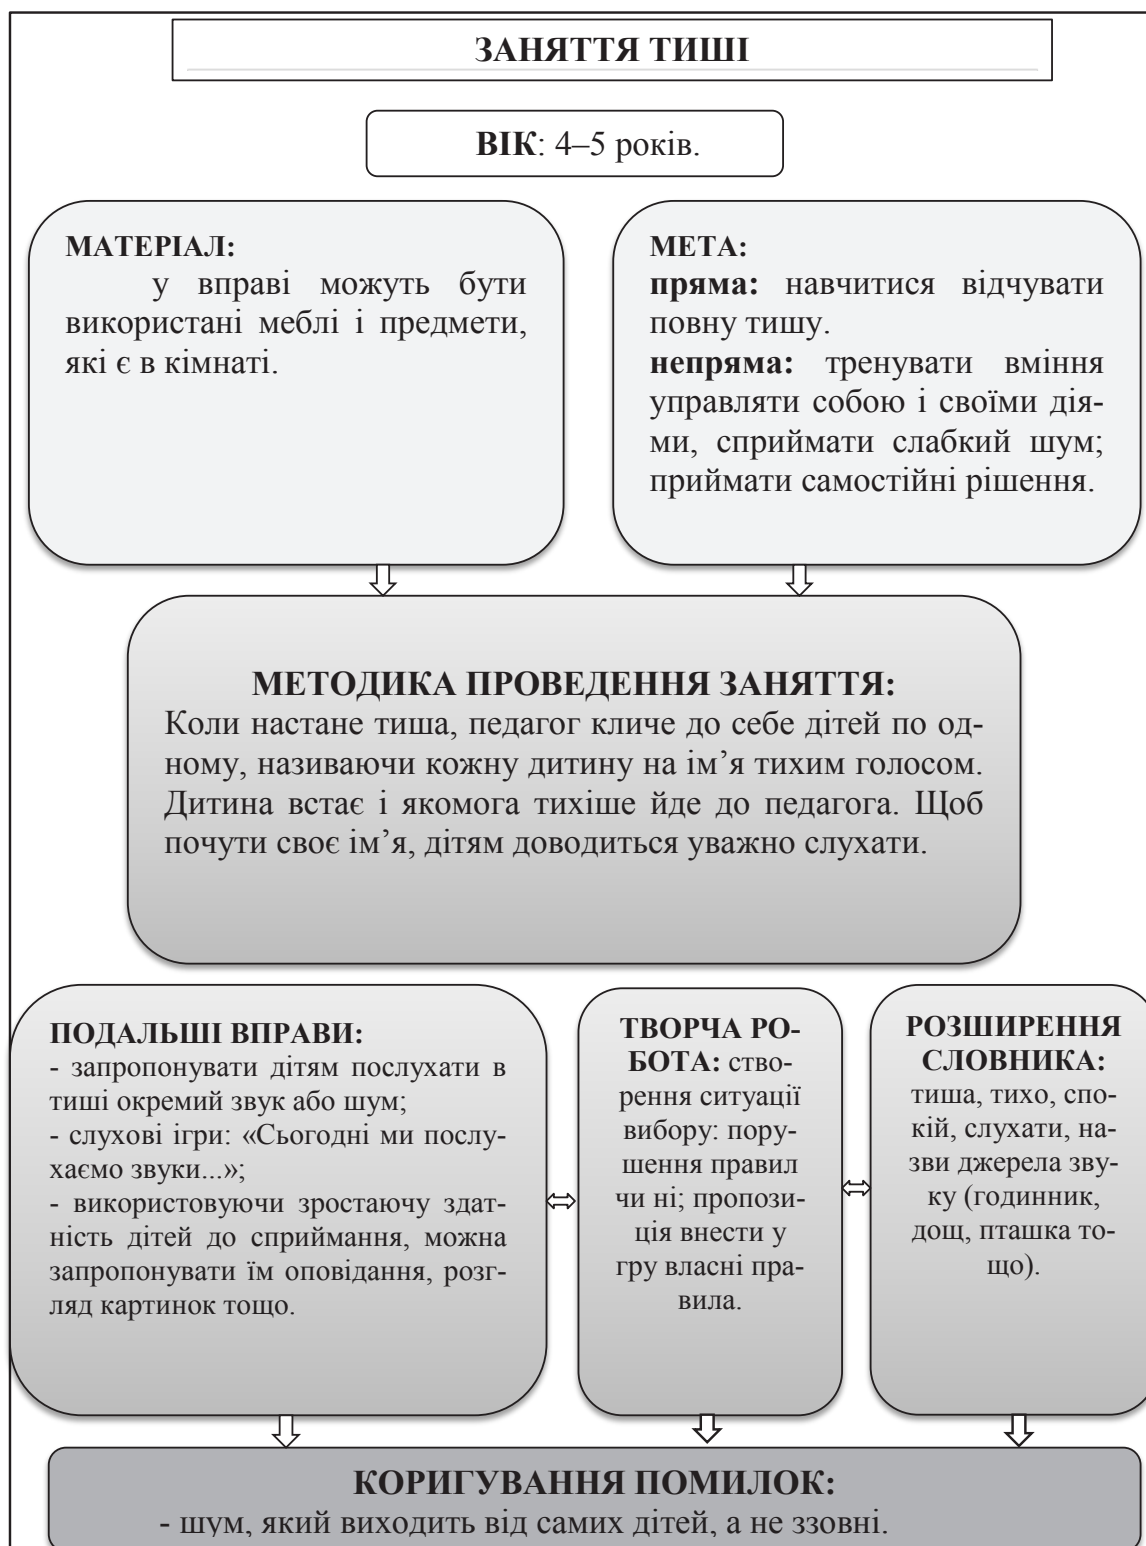 ЗАНЯТТЯ ТИШІ
ВІК: 4–5 років.
МАТЕРІАЛ:
у вправі можуть бути
використані меблі і предмети,
які є в кімнаті.
МЕТА:
пряма: навчитися відчувати
повну тишу.
непряма: тренувати вміння
управляти собою і своїми дія-
ми, сприймати слабкий шум;
приймати самостійні рішення.
МЕТОДИКА ПРОВЕДЕННЯ ЗАНЯТТЯ:
Коли настане тиша, педагог кличе до себе дітей по од-
ному, називаючи кожну дитину на ім’я тихим голосом.
Дитина встає і якомога тихіше йде до педагога. Щоб
почути своє ім’я, дітям доводиться уважно слухати.
ПОДАЛЬШІ ВПРАВИ:
- запропонувати дітям послухати в
тиші окремий звук або шум;
- слухові ігри: «Сьогодні ми послу-
хаємо звуки...»;
- використовуючи зростаючу здат-
ність дітей до сприймання, можна
запропонувати їм оповідання, розг-
ляд картинок тощо.
ТВОРЧА РО-
БОТА: ство-
рення ситуації
вибору: пору-
шення правил
чи ні; пропози-
ція внести у
гру власні пра-
вила.
РОЗШИРЕННЯ
СЛОВНИКА:
тиша, тихо, спо-
кій, слухати, на-
зви джерела зву-
ку (годинник,
дощ, пташка то-
що).
КОРИГУВАННЯ ПОМИЛОК:
- шум, який виходить від самих дітей, а не ззовні.